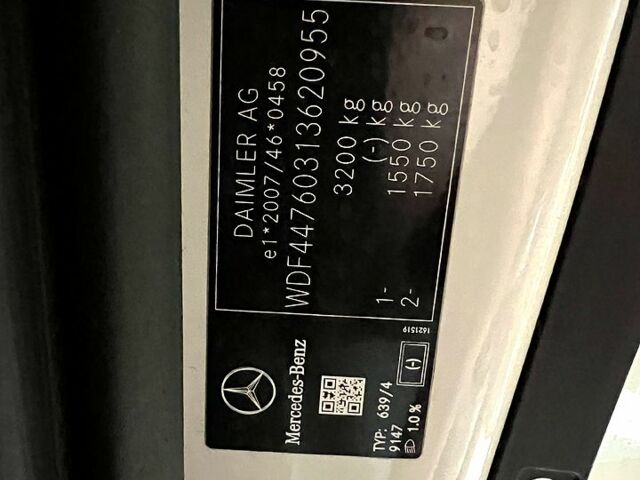 DAIMLER AG
e1*2007/46*0458
WDF44760313620955
3200 kg
(-) kg
1- 1550 kg
2- 1750 kg
1621519
Mercedes-Benz
TYP: 639/4
9147
1.0%
(-)